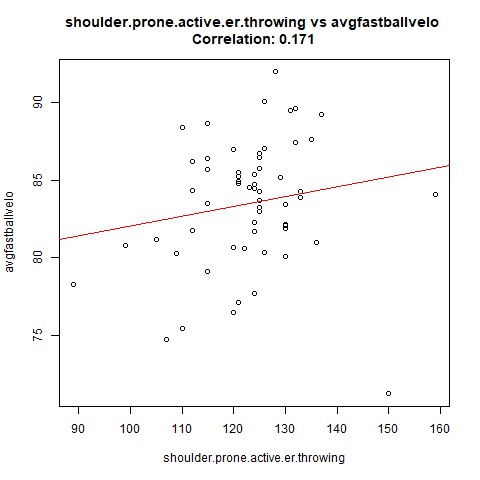 shoulder.prone.active.er.throwing vs avgfastballvelo
Correlation: 0.171
90
85
80
75
avgfastballvelo
90 100 110 120 130 140 150 160
shoulder.prone.active.er.throwing